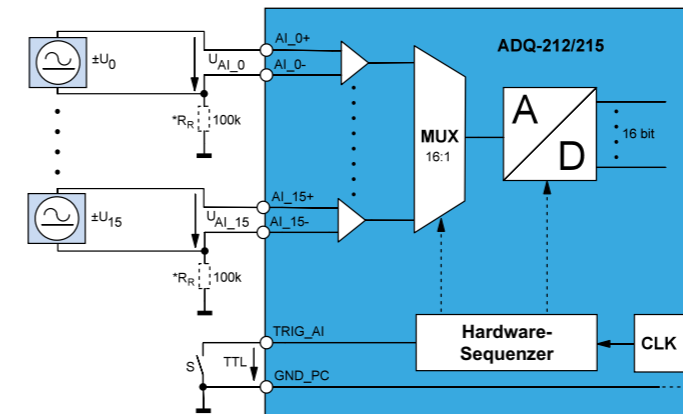 ADQ-212/215
±U0
UAI_0
AI_0+
AI_0-
*RR
100k
MUX
16:1
A
D
16 bit
±U15
UAI_15
AI_15+
AI_15-
*RR
100k
TRIG_AI
S
TTL
GND_PC
Hardware-
Sequenzer
CLK